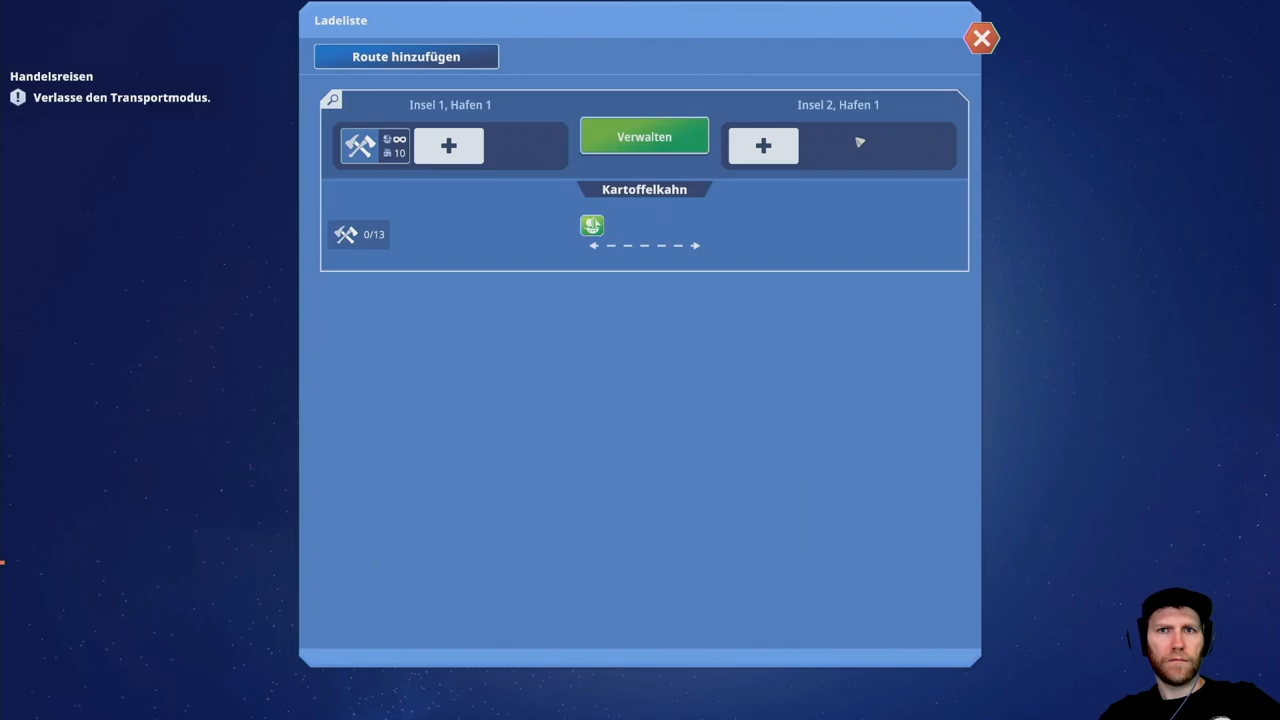 Ladeliste
Route hinzufügen
Handelsreisen
Verlasse den Transportmodus.
Insel 1, Hafen 1
Insel 2, Hafen 1
∞
10
Verwalten
Kartoffelkahn
0/13